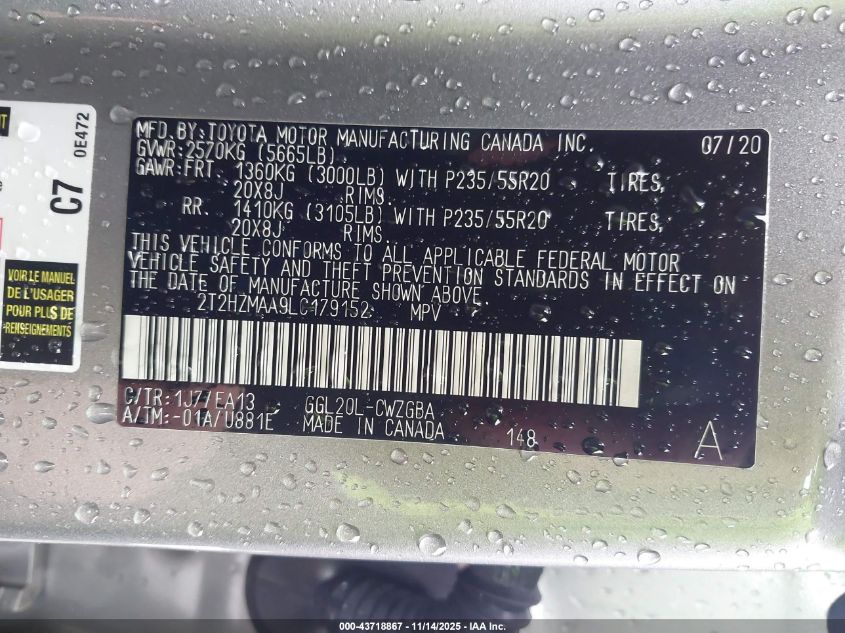 MFD. BY: TOYOTA MOTOR MANUFACTURING CANADA INC. 07/20
GVWR: 2570KG (5665LB)
GAWR: FRT. 1360KG (3000LB) WITH P235/55R20 TIRES,
20X8J RIMS.
RR. 1410KG (3105LB) WITH P235/55R20 TIRES,
20X8J RIMS.
THIS VEHICLE CONFORMS TO ALL APPLICABLE FEDERAL MOTOR
VEHICLE SAFETY AND THEFT PREVENTION STANDARDS IN EFFECT ON
THE DATE OF MANUFACTURE SHOWN ABOVE.
2T2HZMAA9LC179152 MPV
C/TR: 1J7/EA13 GGL20L-CWZGBA
A/TM: -01A/U881E MADE IN CANADA 148 A
C7 0E472
VOIR LE MANUEL
DE L'USAGER
POUR PLUS DE
RENSEIGNEMENTS
000-43718867 - 11/14/2025 - IAA Inc.